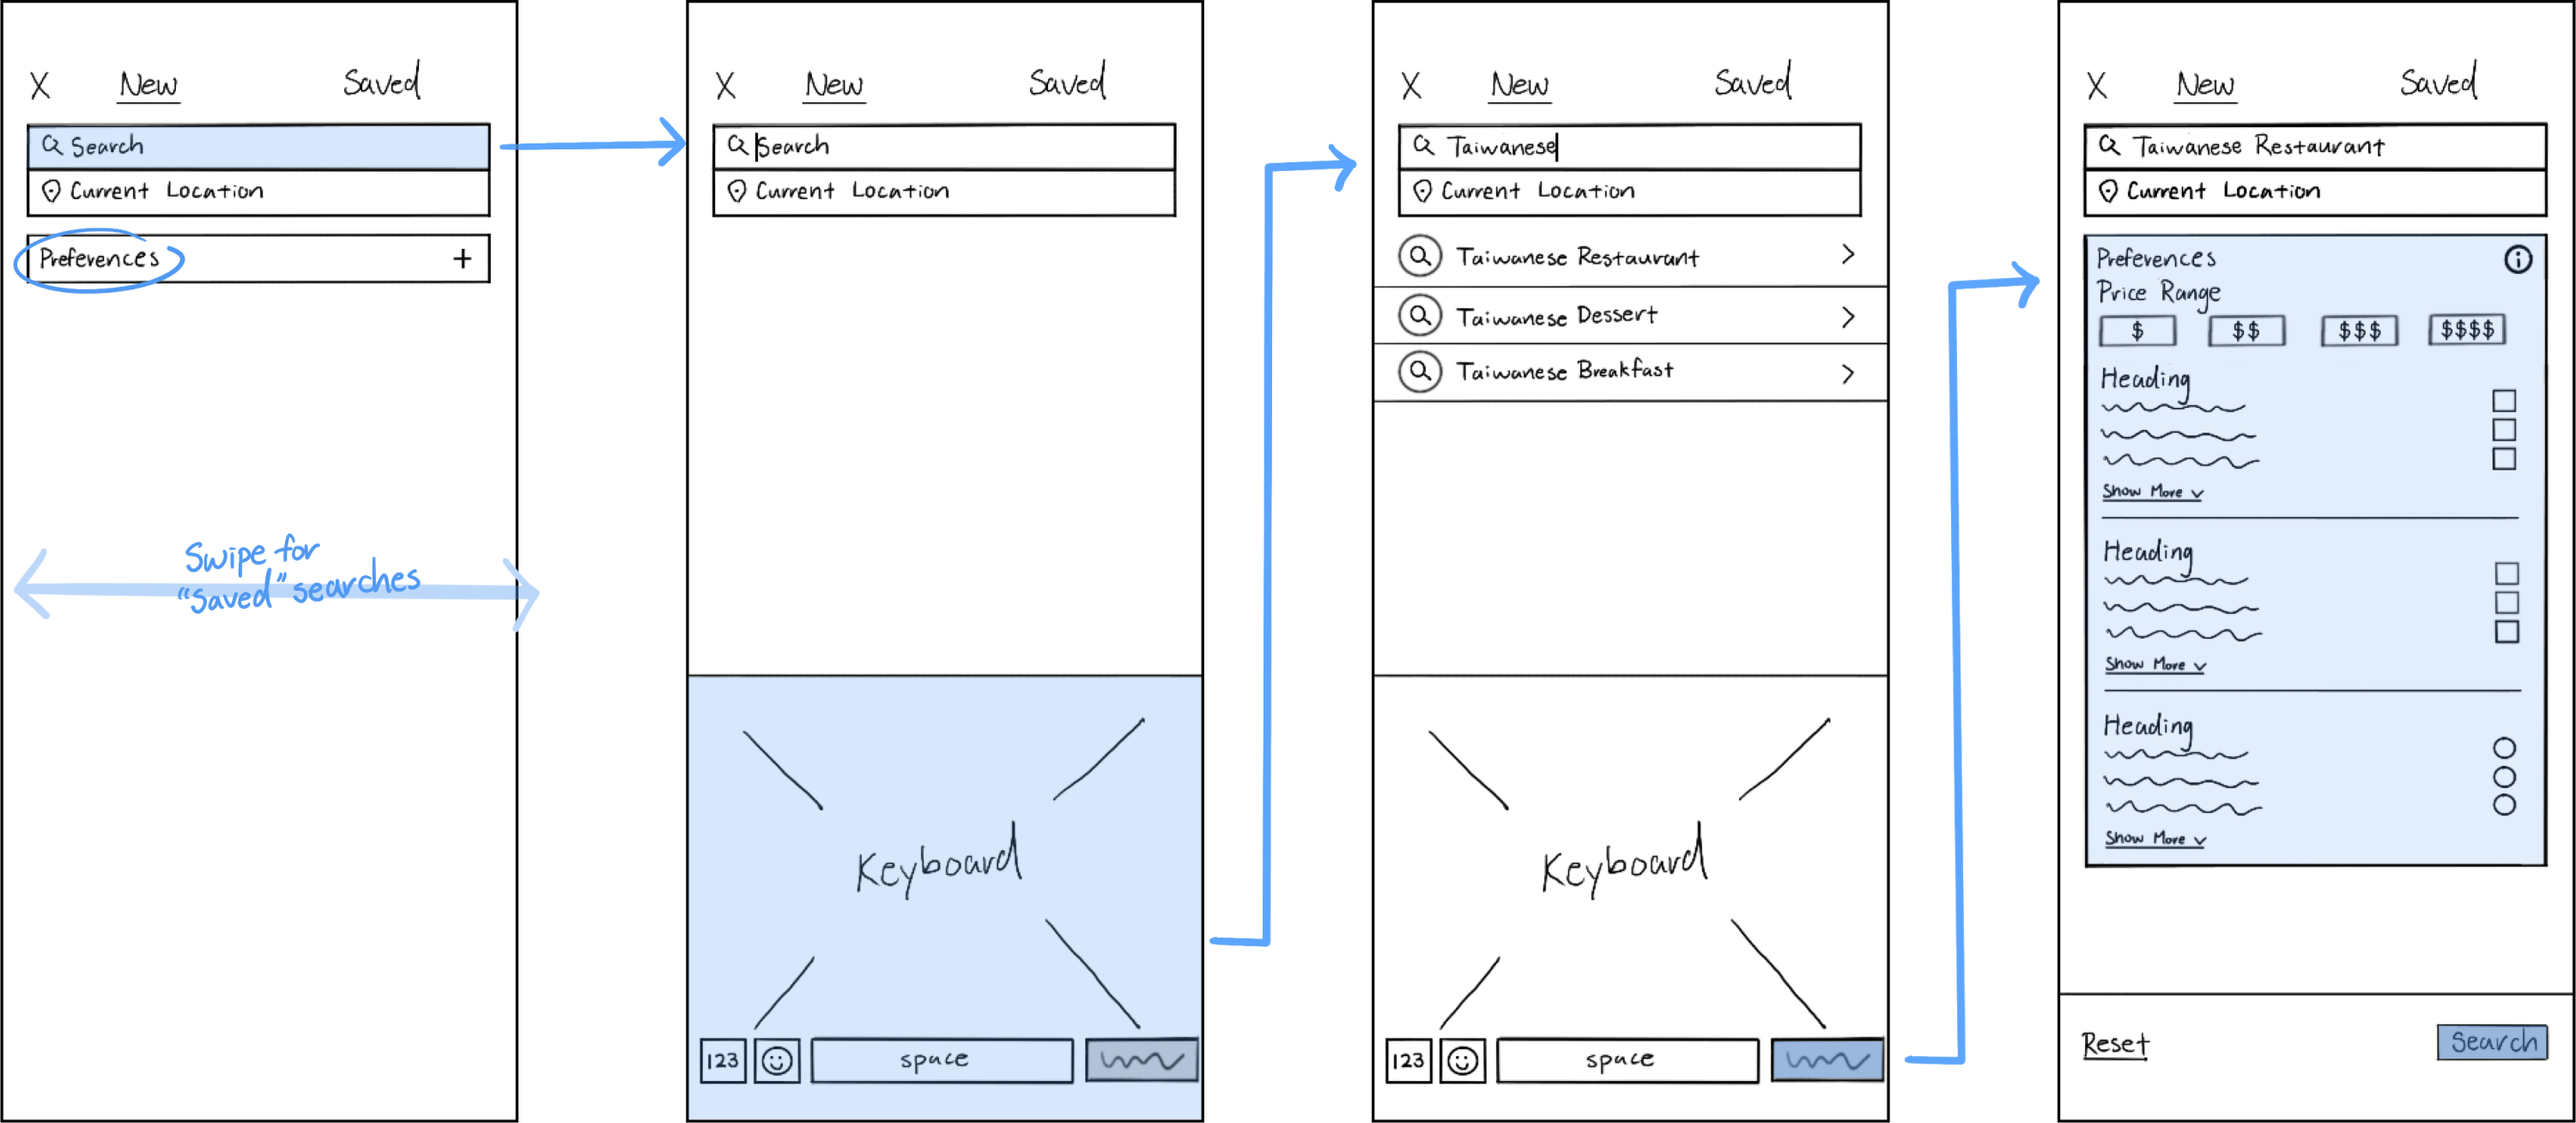 X New Saved
Search
Current Location
Preferences +
Swipe for
"Saved" searches
X New Saved
Search
Current Location
Keyboard
123 space
X New Saved
Taiwanese
Current Location
Taiwanese Restaurant
Taiwanese Dessert
Taiwanese Breakfast
Keyboard
123 space
X New Saved
Taiwanese Restaurant
Current Location
Preferences i
Price Range
$ $$ $$$ $$$$
Heading
Show More
Heading
Show More
Heading
Show More
Reset Search